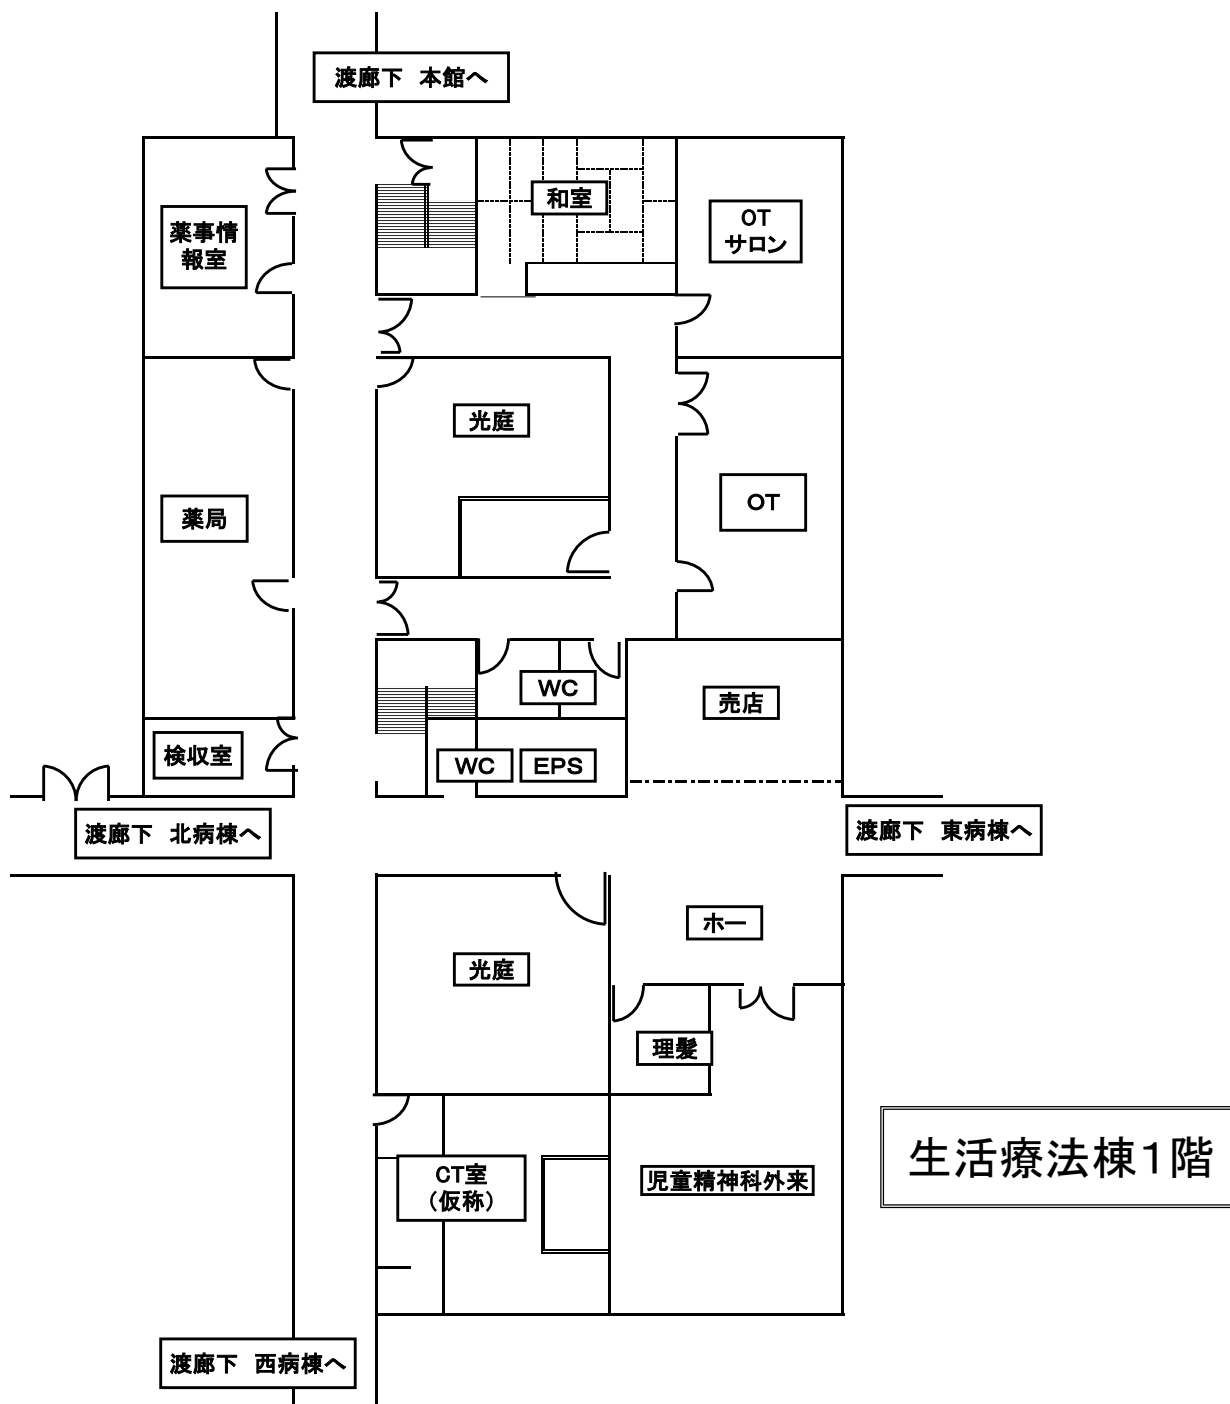 渡廊下 本館へ
和室
薬事情
報室
OT
サロン
光庭
薬局
OT
WC
売店
検収室
WC
EPS
渡廊下 北病棟へ
渡廊下 東病棟へ
ホー
光庭
理髪
生活療法棟1階
CT室
(仮称)
児童精神科外来
渡廊下 西病棟へ